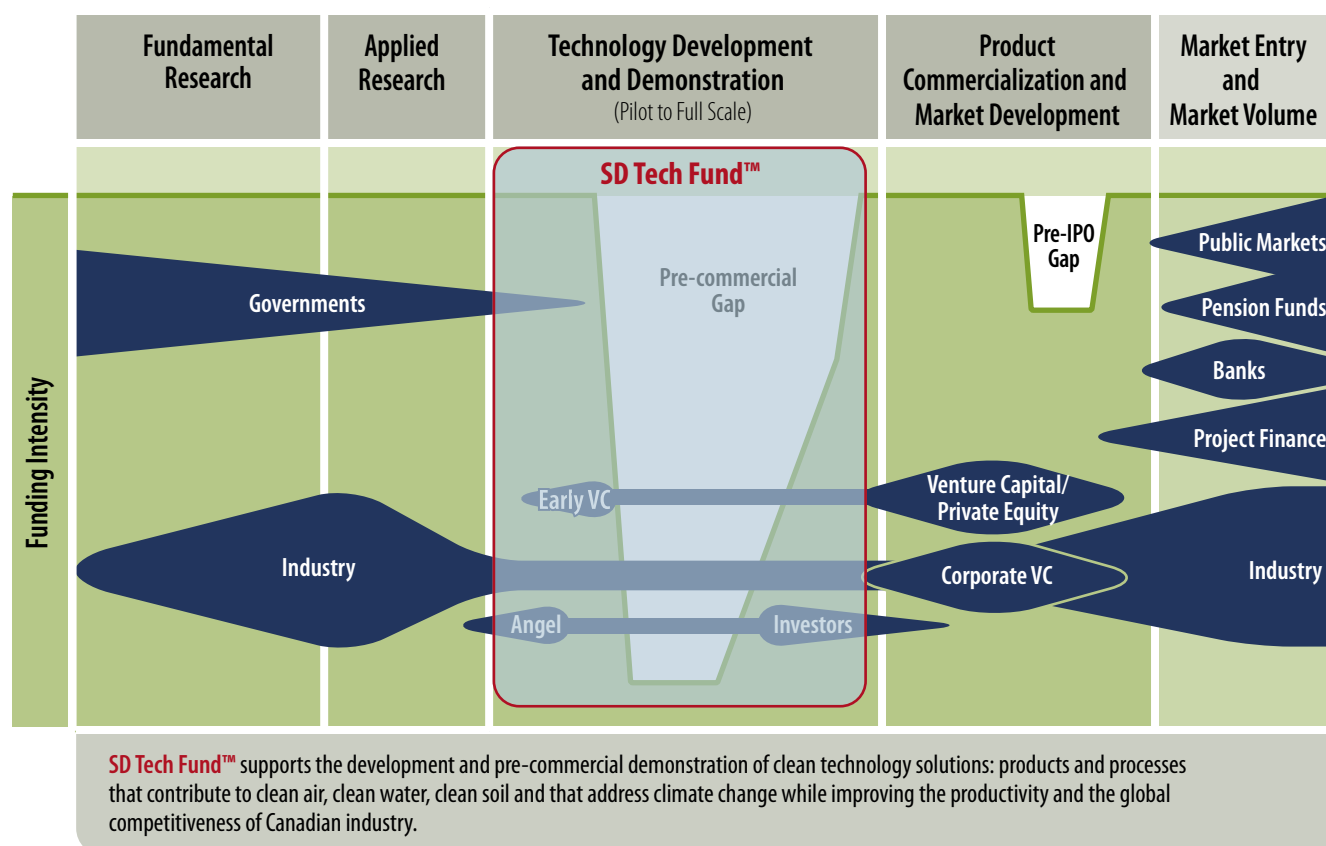 Fundamental
Research
Applied
Research
Technology Development
and Demonstration
(Pilot to Full Scale)
Product
Commercialization and
Market Development
Market Entry
and
Market Volume
SD Tech Fund™
Funding Intensity
Governments
Pre-commercial
Gap
Pre-IPO
Gap
Public Markets
Pension Funds
Banks
Project Finance
Early VC
Venture Capital/
Private Equity
Industry
Corporate VC
Industry
Angel
Investors
SD Tech Fund™ supports the development and pre-commercial demonstration of clean technology solutions: products and processes
that contribute to clean air, clean water, clean soil and that address climate change while improving the productivity and the global
competitiveness of Canadian industry.